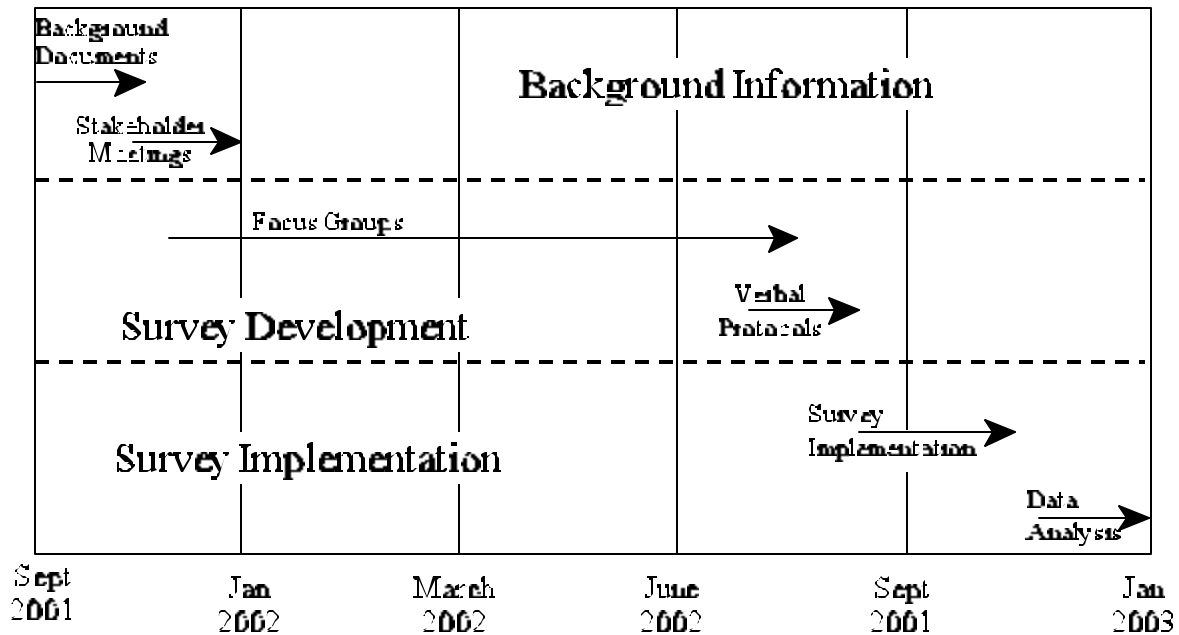 Background
Documents
Background Information
Stakeholder
Meetings
Focus Groups
Verbal
Protocals
Survey Development
Survey
Implementation
Survey Implementation
Data
Analysis
Sept
2001
Jan
2002
March
2002
June
2002
Sept
2001
Jan
2003